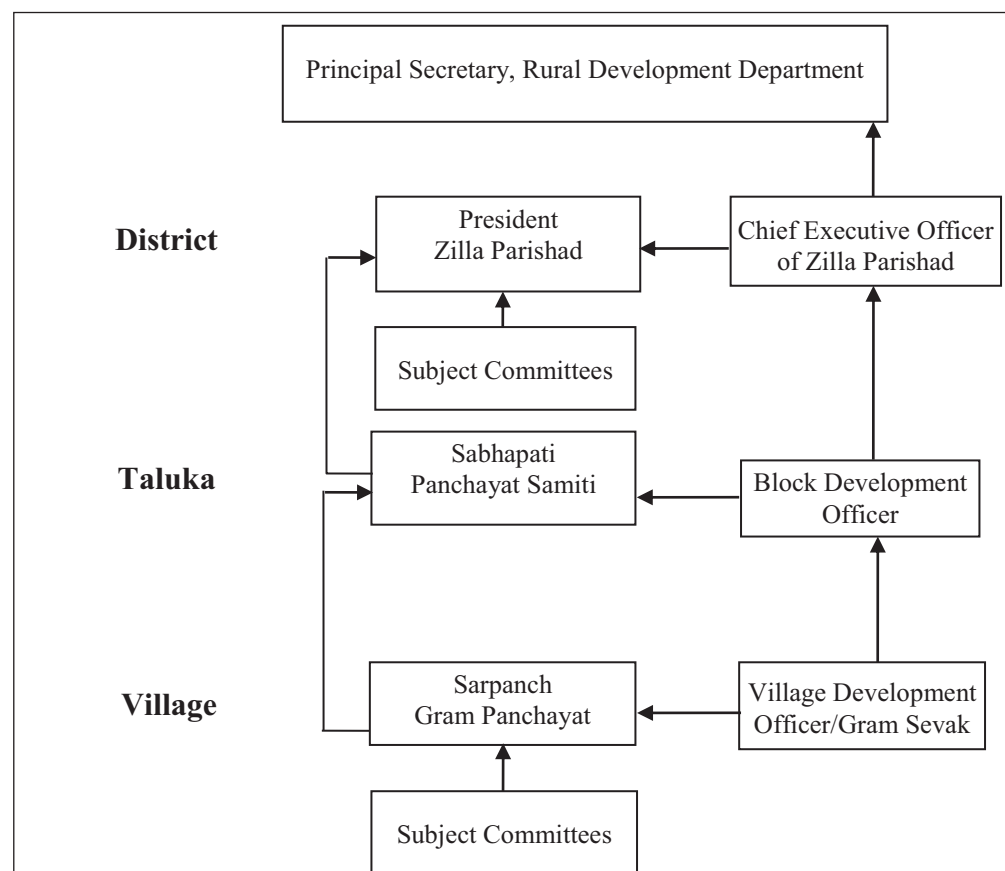 Principal Secretary, Rural Development Department
District
President
Zilla Parishad
Chief Executive Officer
of Zilla Parishad
Subject Committees
Taluka
Sabhapati
Panchayat Samiti
Block Development
Officer
Village
Sarpanch
Gram Panchayat
Village Development
Officer/Gram Sevak
Subject Committees